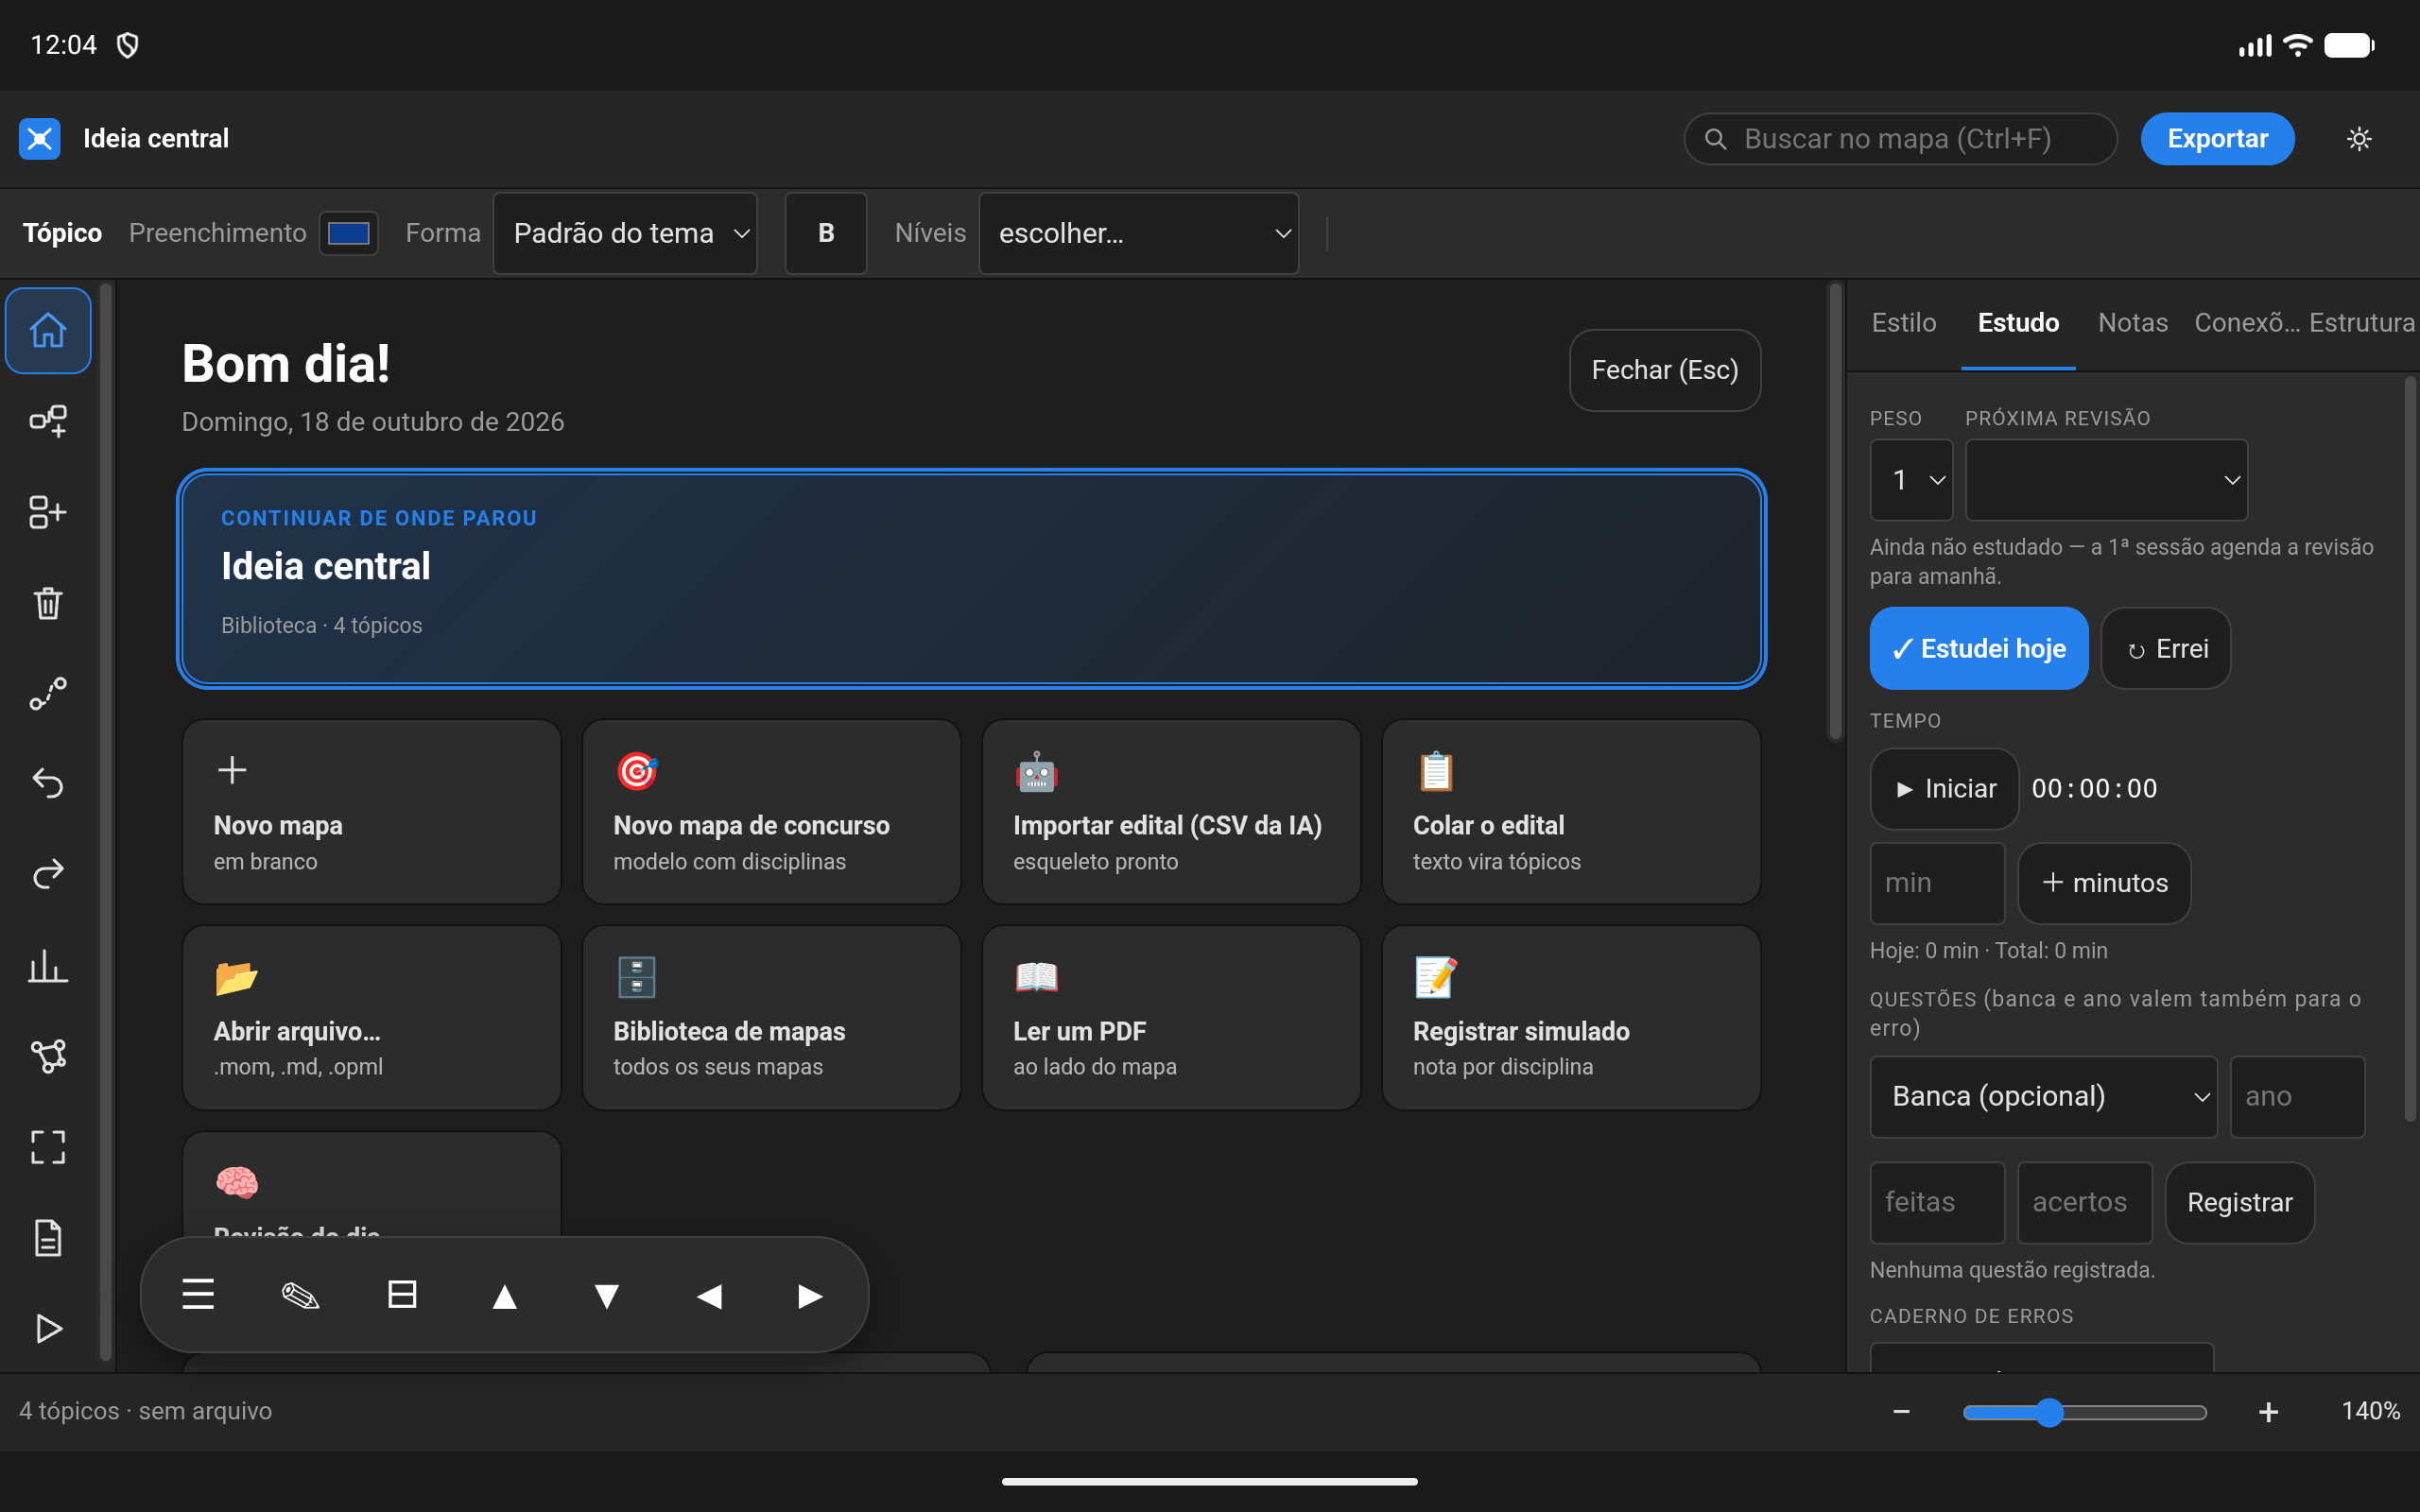 12:04
Ideia central
Buscar no mapa (Ctrl+F)
Exportar
Tópico
Preenchimento
Forma
Padrão do tema
B
Níveis
escolher...
Estilo
Estudo
Notas
Conexõ...
Estrutura
Bom dia!
Domingo, 18 de outubro de 2026
Fechar (Esc)
CONTINUAR DE ONDE PAROU
Ideia central
Biblioteca · 4 tópicos
Novo mapa
em branco
Novo mapa de concurso
modelo com disciplinas
Importar edital (CSV da IA)
esqueleto pronto
Colar o edital
texto vira tópicos
Abrir arquivo...
.mom, .md, .opml
Biblioteca de mapas
todos os seus mapas
Ler um PDF
ao lado do mapa
Registrar simulado
nota por disciplina
Revisão do dia
PESO
PRÓXIMA REVISÃO
1
Ainda não estudado — a 1ª sessão agenda a revisão
para amanhã.
✓ Estudei hoje
↻ Errei
TEMPO
► Iniciar
00:00:00
min
+ minutos
Hoje: 0 min · Total: 0 min
QUESTÕES (banca e ano valem também para o
erro)
Banca (opcional)
ano
feitas
acertos
Registrar
Nenhuma questão registrada.
CADERNO DE ERROS
4 tópicos · sem arquivo
−
+
140%